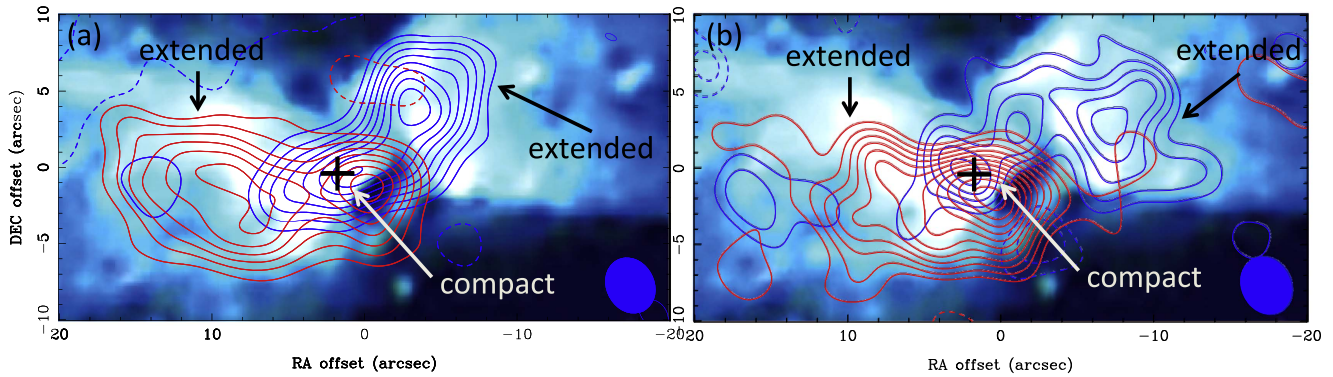 (a)
extended
extended
compact
10
5
0
-5
-10
20
10
0
-10
-20
DEC offset (arcsec)
RA offset (arcsec)
(b)
extended
extended
compact
10
5
0
-5
-10
20
10
0
-10
-20
RA offset (arcsec)